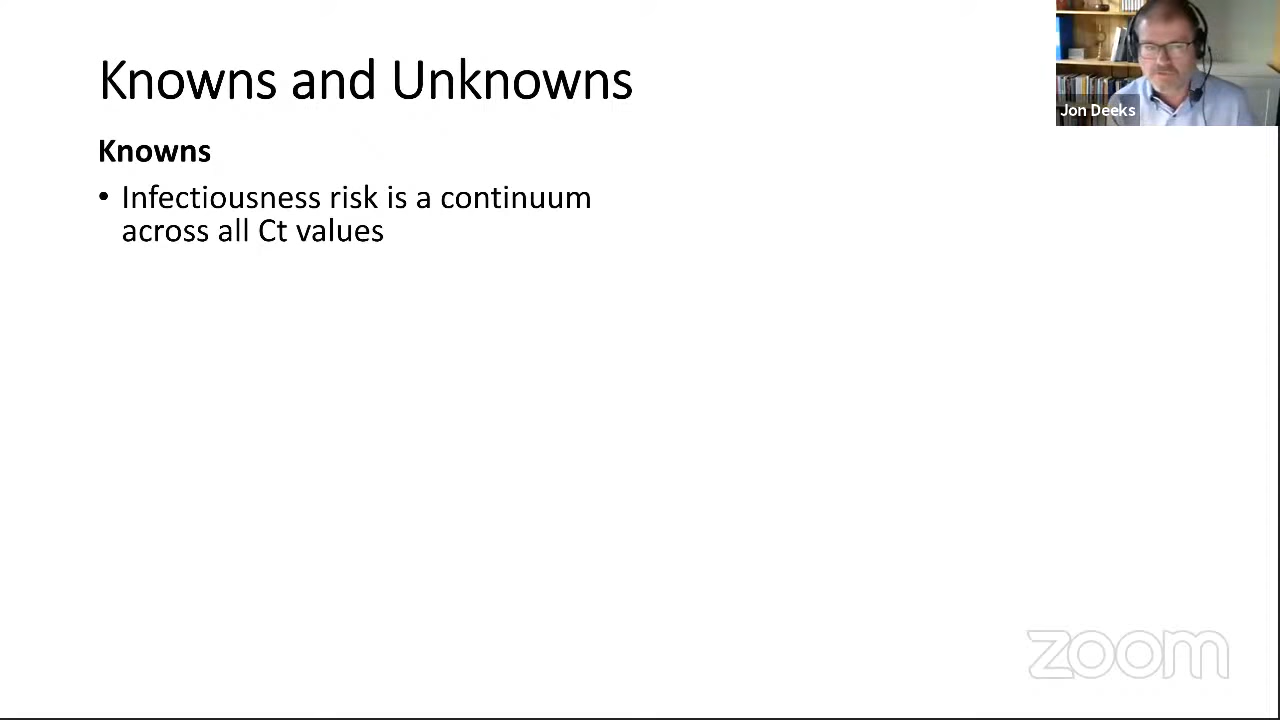 Knowns and Unknowns
Jon Deeks
Knowns
• Infectiousness risk is a continuum
across all Ct values
zoom